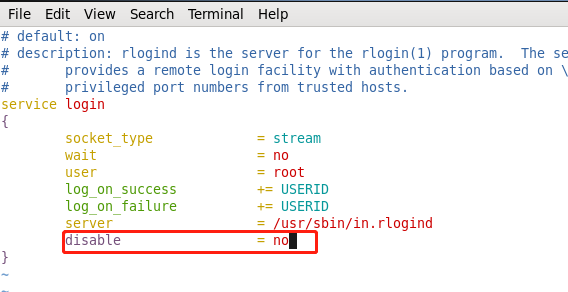 File Edit View Search Terminal Help
# default: on
# description: rlogind is the server for the rlogin(1) program.  The se
#       provides a remote login facility with authentication based on \
#       privileged port numbers from trusted hosts.
service login
{
        socket_type             = stream
        wait                    = no
        user                    = root
        log_on_success          += USERID
        log_on_failure          += USERID
        server                  = /usr/sbin/in.rlogind
        disable                 = no
}
~
~